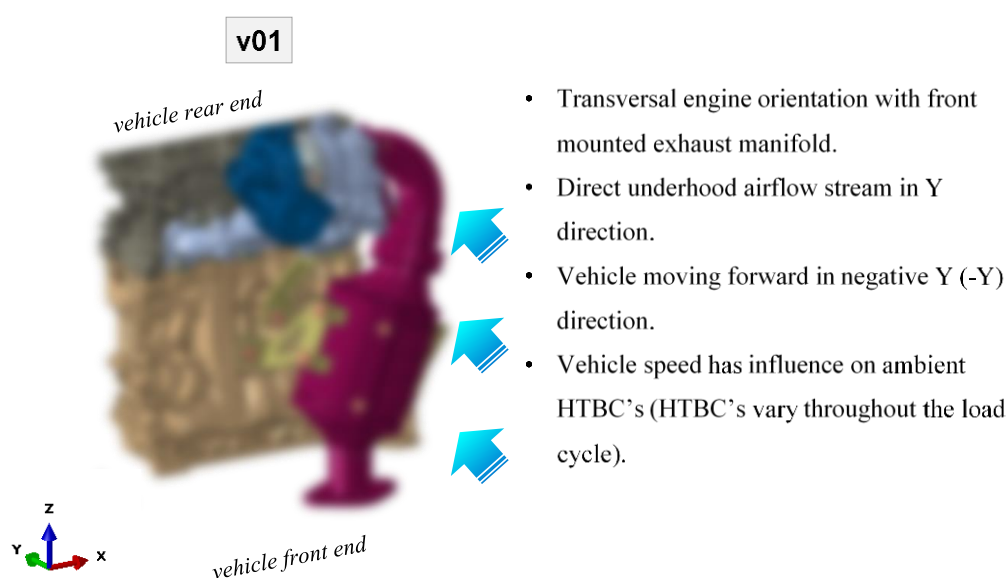 v01
vehicle rear end
• Transversal engine orientation with front
mounted exhaust manifold.
• Direct underhood airflow stream in Y
direction.
• Vehicle moving forward in negative Y (-Y)
direction.
• Vehicle speed has influence on ambient
HTBC’s (HTBC’s vary throughout the load
cycle).
Z
Y
X
vehicle front end